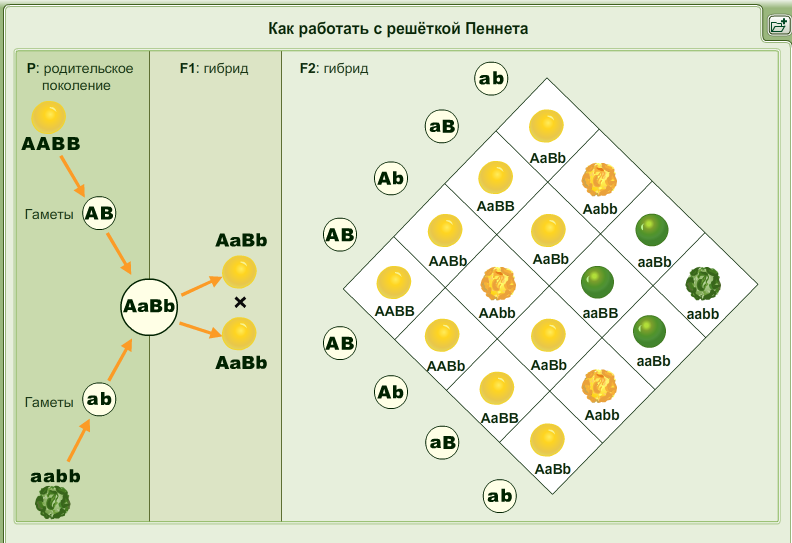 Как работать с решёткой Пеннета
P: родительское
поколение
F1: гибрид
F2: гибрид
AABB
Гаметы
AB
AaBb
Гаметы
ab
aabb
AaBb
×
AaBb
ab
aB
Ab
AB
AB
Ab
aB
ab
AaBb
AaBB
Aabb
AABb
AaBb
aaBb
AABB
AAbb
aaBB
aabb
AABb
AaBb
aaBb
AaBB
Aabb
AaBb